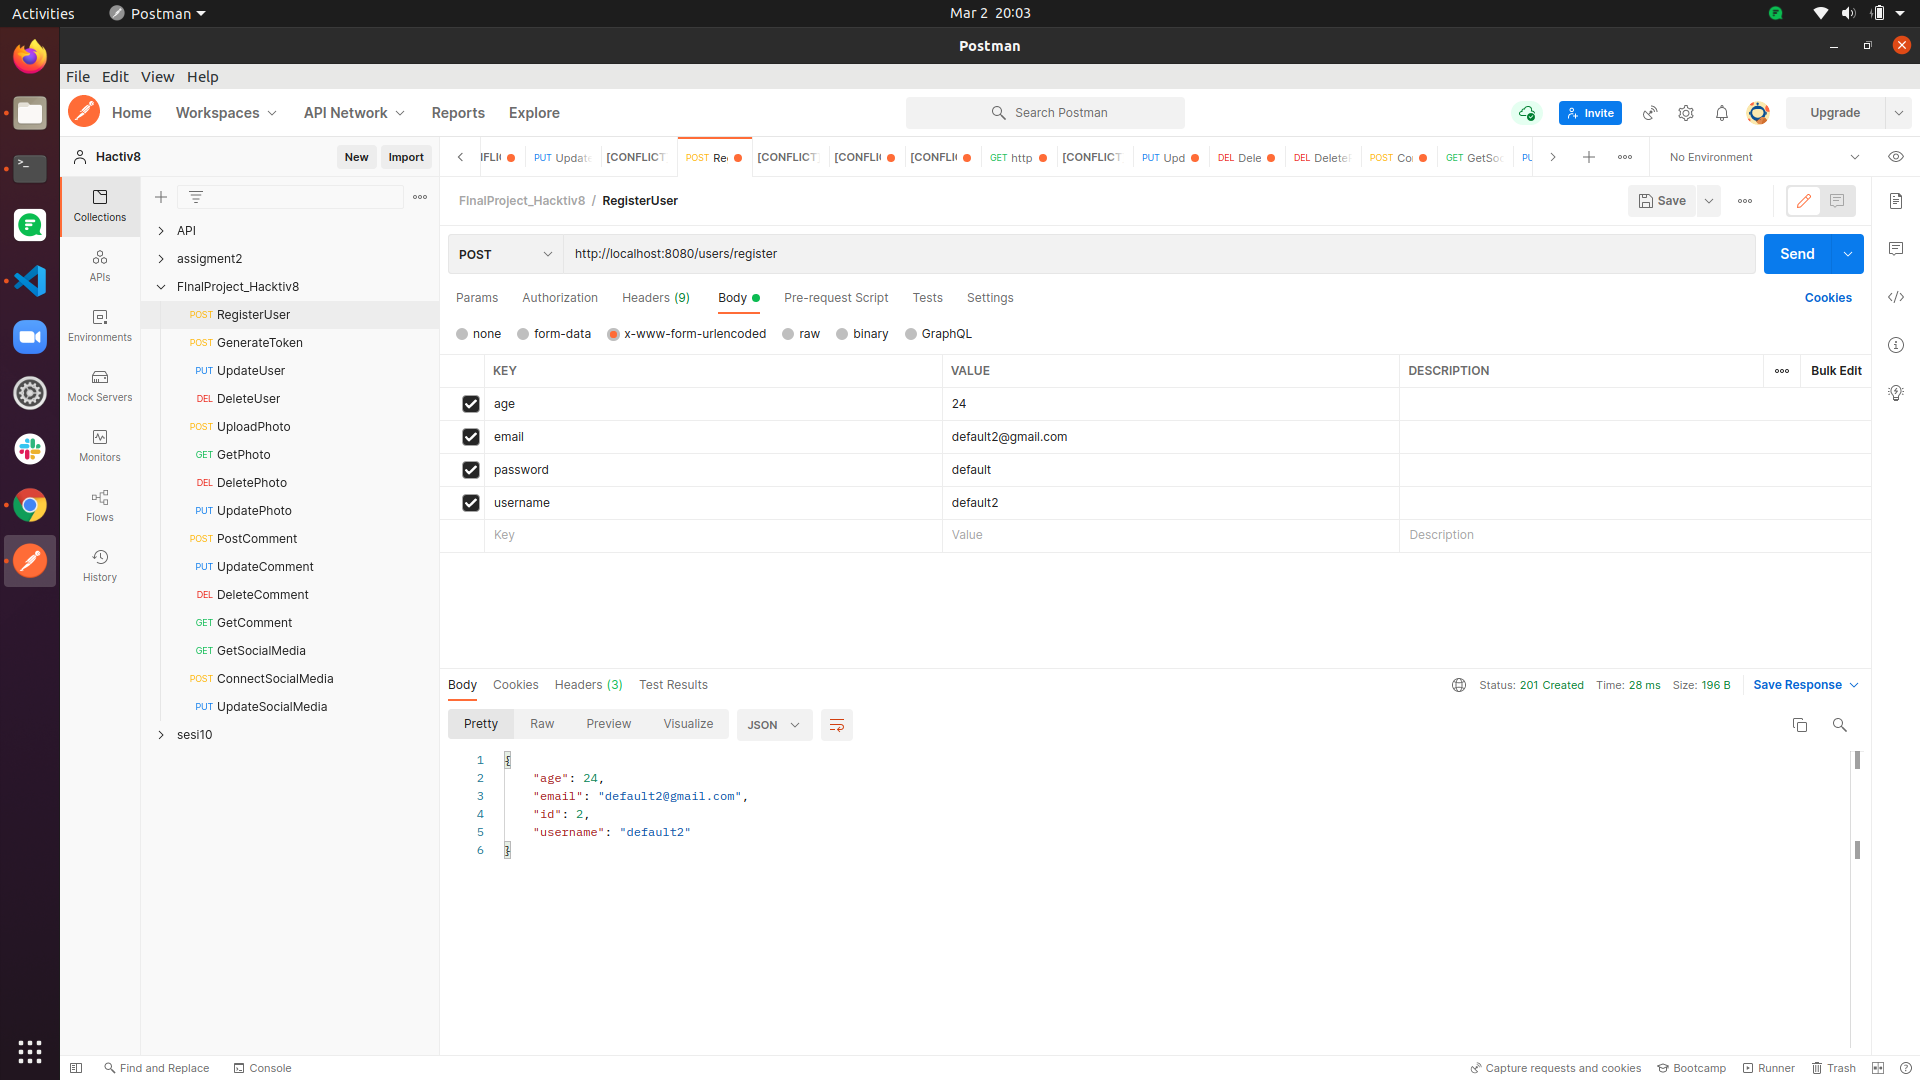 Activities Postman Mar 2 20:03
Postman
File Edit View Help
Home Workspaces API Network Reports Explore Search Postman Invite Upgrade
Hactiv8 New Import PUT Update [CONFLICT POST [CONFLICT] [CONFLI [CONFLI GET http [CONFLICT PUT Upd DEL Dele DEL Delete POST GET GetSo No Environment
Collections
FInalProject_Hacktiv8 / RegisterUser Save
API
assigment2
FInalProject_Hacktiv8
POST RegisterUser
POST GenerateToken
PUT UpdateUser
DEL DeleteUser
POST UploadPhoto
GET GetPhoto
DEL DeletePhoto
PUT UpdatePhoto
POST PostComment
PUT UpdateComment
DEL DeleteComment
GET GetComment
GET GetSocialMedia
POST ConnectSocialMedia
PUT UpdateSocialMedia
sesi10
APIs
Environments
Mock Servers
Monitors
Flows
History
POST http://localhost:8080/users/register Send
Params Authorization Headers (9) Body Pre-request Script Tests Settings Cookies
none form-data x-www-form-urlencoded raw binary GraphQL
KEY VALUE DESCRIPTION Bulk Edit
age 24
email default2@gmail.com
password default
username default2
Key Value Description
Body Cookies Headers (3) Test Results Status: 201 Created Time: 28 ms Size: 196 B Save Response
Pretty Raw Preview Visualize JSON
1 {
2 "age": 24,
3 "email": "default2@gmail.com",
4 "id": 2,
5 "username": "default2"
6 }
Find and Replace Console Capture requests and cookies Bootcamp Runner Trash